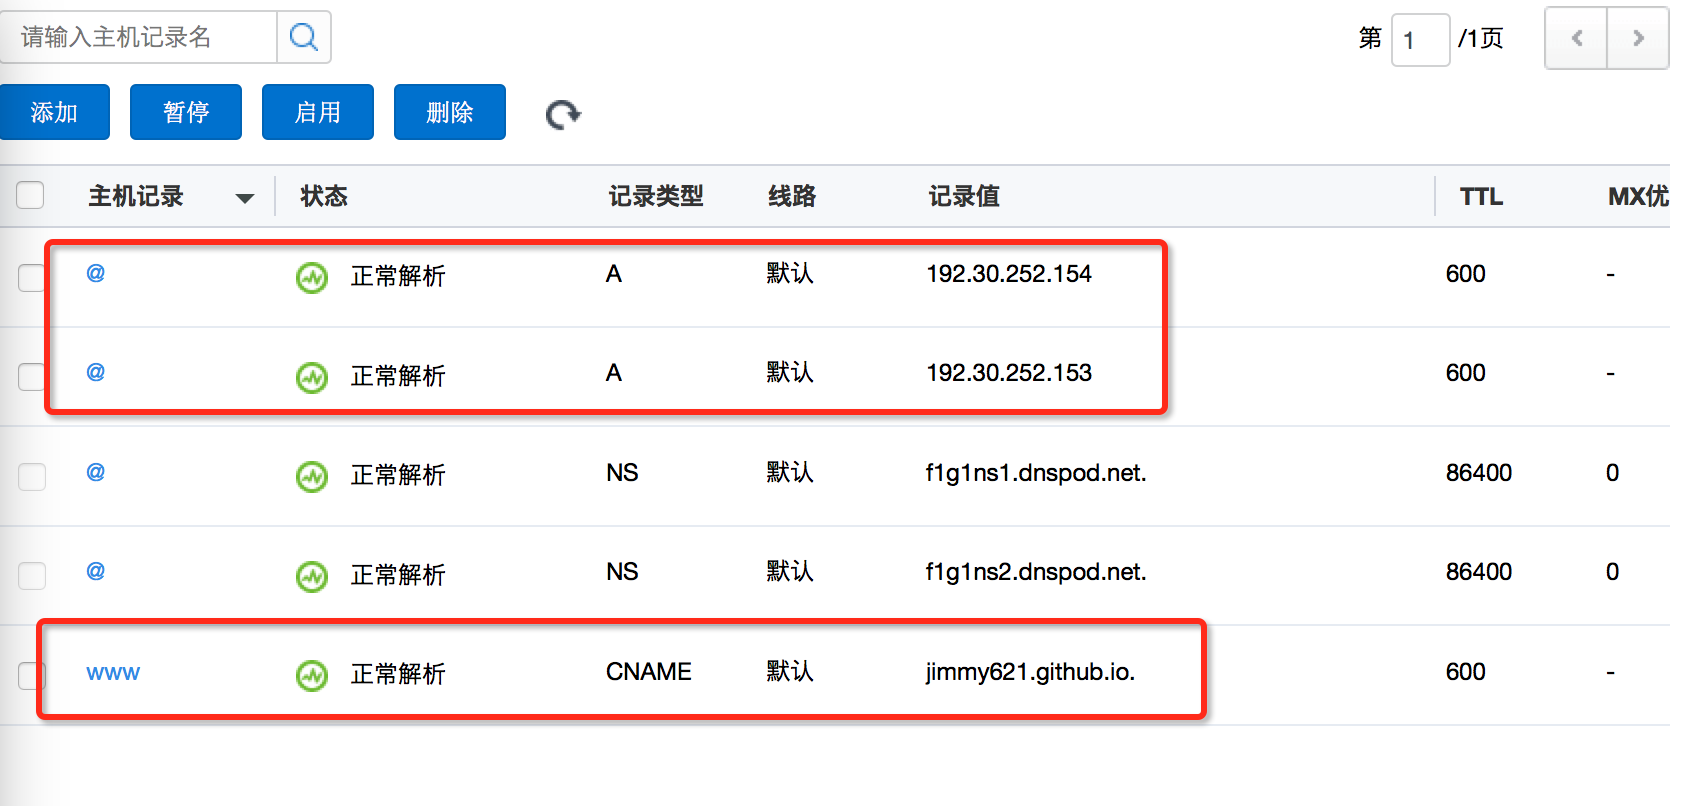 请输入主机记录名 第 1 /1页
添加 暂停 启用 删除
主机记录 状态 记录类型 线路 记录值 TTL MX优
@ 正常解析 A 默认 192.30.252.154 600 -
@ 正常解析 A 默认 192.30.252.153 600 -
@ 正常解析 NS 默认 f1g1ns1.dnspod.net. 86400 0
@ 正常解析 NS 默认 f1g1ns2.dnspod.net. 86400 0
www 正常解析 CNAME 默认 jimmy621.github.io. 600 -